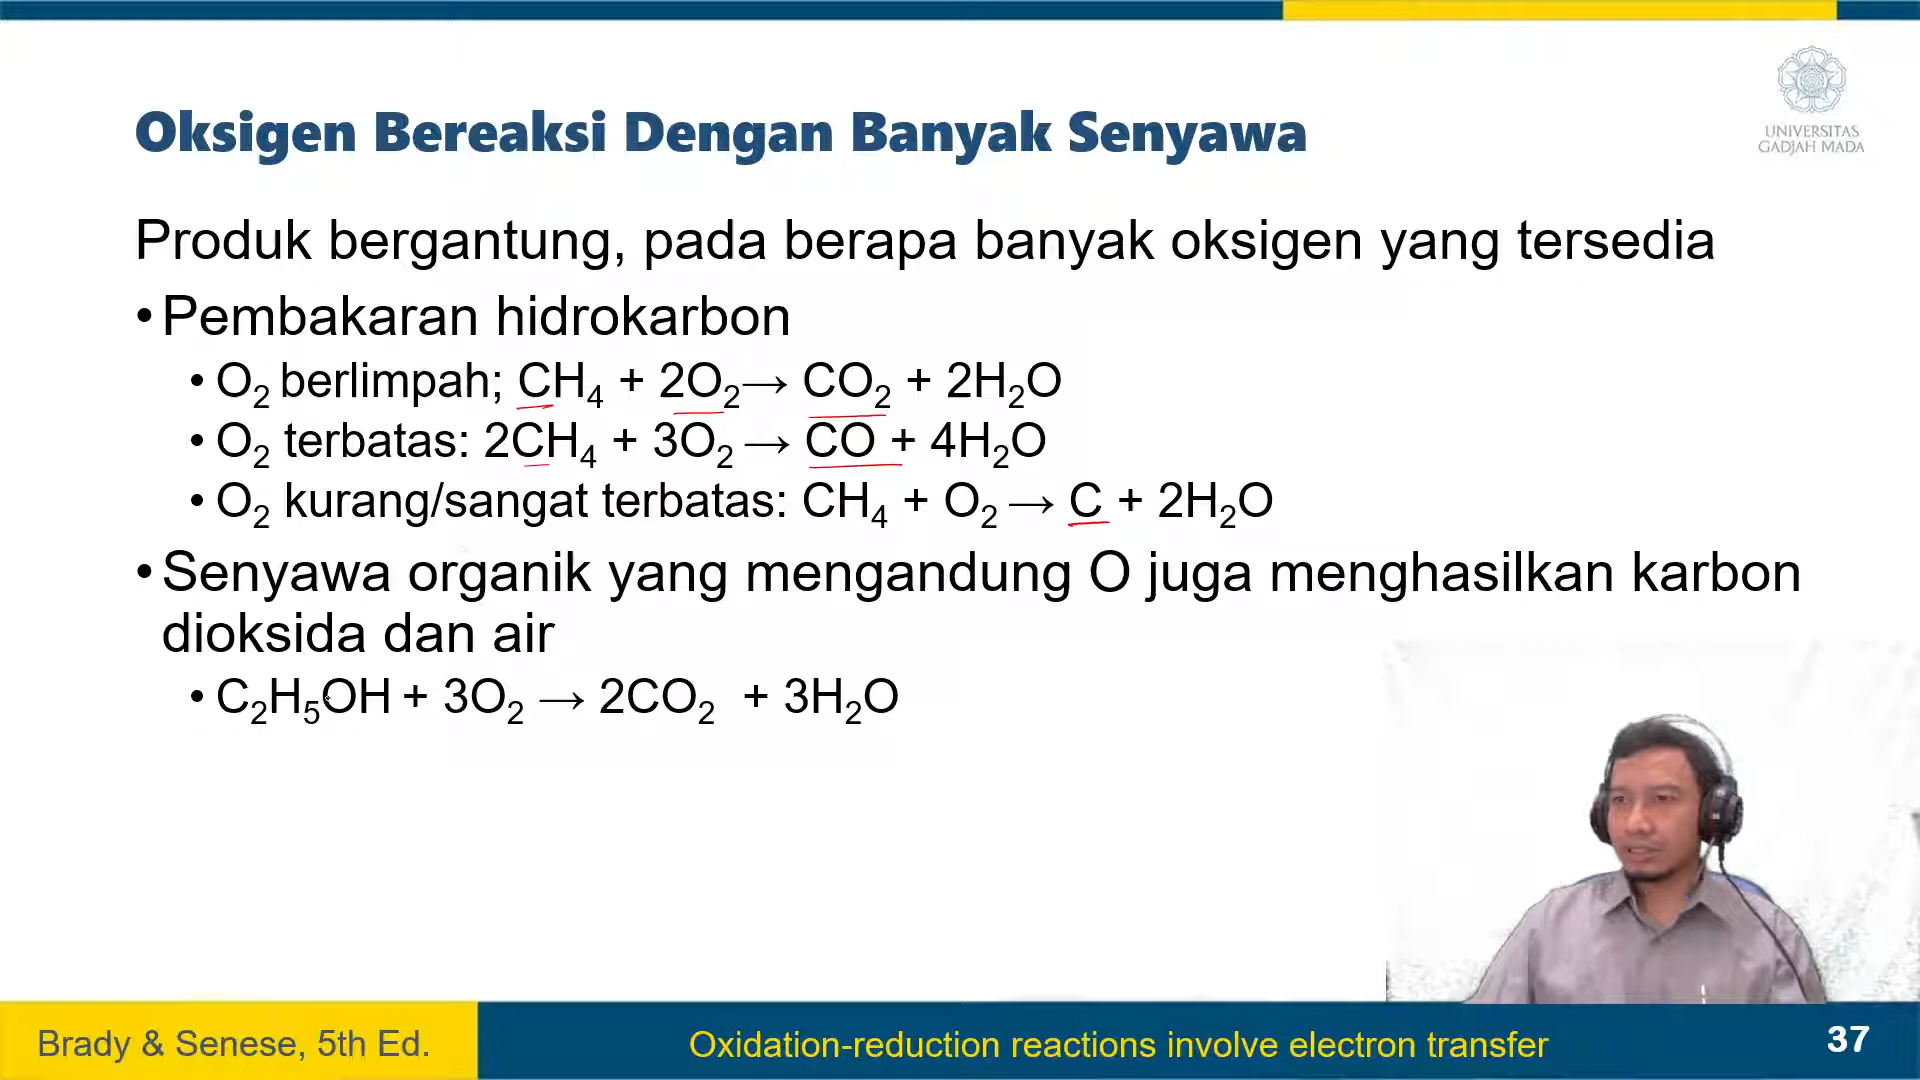 UNIVERSITAS
GADJAH MADA
Oksigen Bereaksi Dengan Banyak Senyawa
Produk bergantung, pada berapa banyak oksigen yang tersedia
• Pembakaran hidrokarbon
• O₂ berlimpah; CH₄ + 2O₂→ CO₂ + 2H₂O
• O₂ terbatas: 2CH₄ + 3O₂ → CO + 4H₂O
• O₂ kurang/sangat terbatas: CH₄ + O₂ → C + 2H₂O
• Senyawa organik yang mengandung O juga menghasilkan karbon
dioksida dan air
• C₂H₅OH + 3O₂ → 2CO₂ + 3H₂O
Brady & Senese, 5th Ed.
Oxidation-reduction reactions involve electron transfer
37